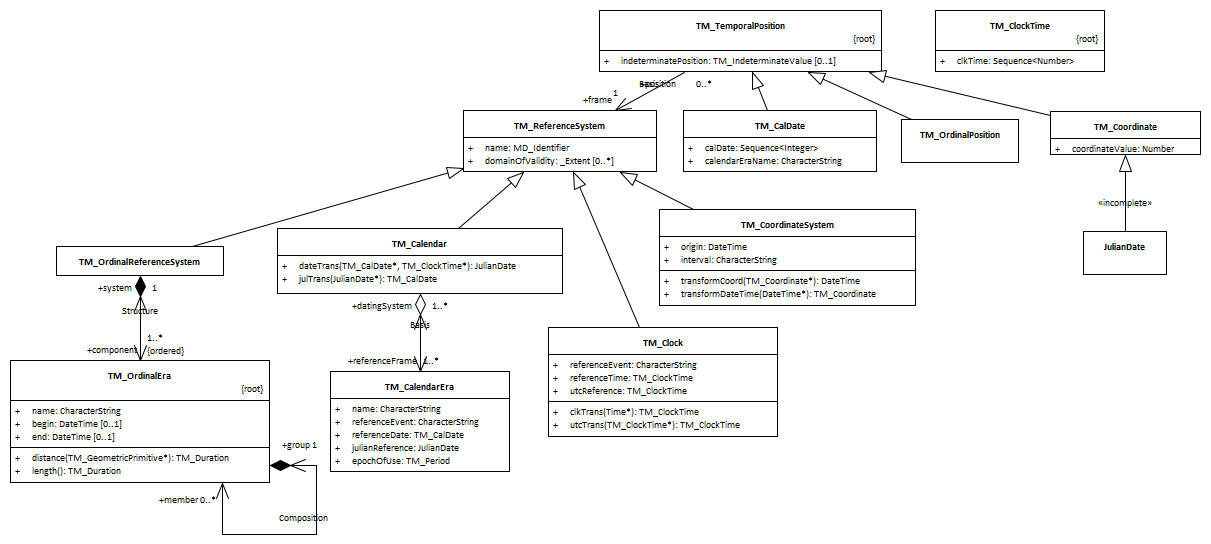 TM_TemporalPosition
{root}
+ indeterminatePosition: TM_IndeterminateValue [0..1]
TM_ClockTime
{root}
+ clkTime: Sequence<Number>
+position
Basis
0..*
1
+frame
TM_ReferenceSystem
+ name: MD_Identifier
+ domainOfValidity: _Extent [0..*]
TM_CalDate
+ calDate: Sequence<Integer>
+ calendarEraName: CharacterString
TM_OrdinalPosition
TM_Coordinate
+ coordinateValue: Number
«incomplete»
JulianDate
TM_OrdinalReferenceSystem
TM_Calendar
+ dateTrans(TM_CalDate*, TM_ClockTime*): JulianDate
+ julTrans(JulianDate*): TM_CalDate
TM_CoordinateSystem
+ origin: DateTime
+ interval: CharacterString
+ transformCoord(TM_Coordinate*): DateTime
+ transformDateTime(DateTime*): TM_Coordinate
+system 1
Structure
1..*
+component {ordered}
+datingSystem 1..*
Basis
+referenceFrame 1..*
TM_Clock
+ referenceEvent: CharacterString
+ referenceTime: TM_ClockTime
+ utcReference: TM_ClockTime
+ clkTrans(Time*): TM_ClockTime
+ utcTrans(TM_ClockTime*): TM_ClockTime
TM_OrdinalEra
{root}
+ name: CharacterString
+ begin: DateTime [0..1]
+ end: DateTime [0..1]
+ distance(TM_GeometricPrimitive*): TM_Duration
+ length(): TM_Duration
TM_CalendarEra
+ name: CharacterString
+ referenceEvent: CharacterString
+ referenceDate: TM_CalDate
+ julianReference: JulianDate
+ epochOfUse: TM_Period
+group 1
+member 0..*
Composition